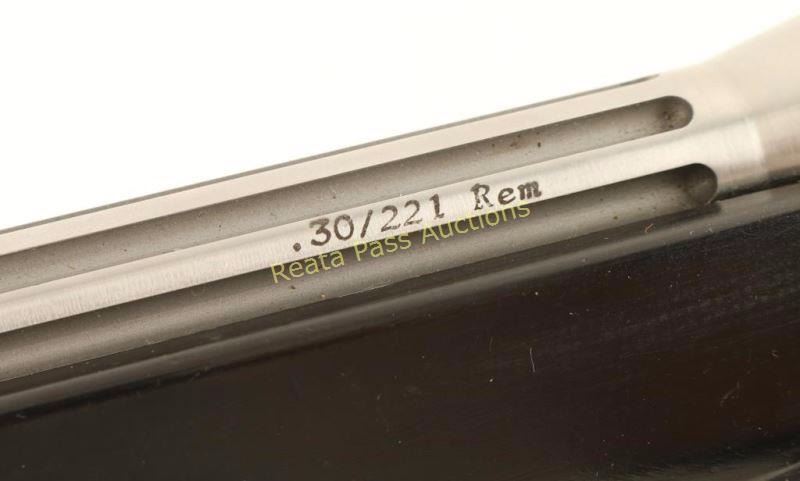 .30/221 Rem
Reata Pass Auctions